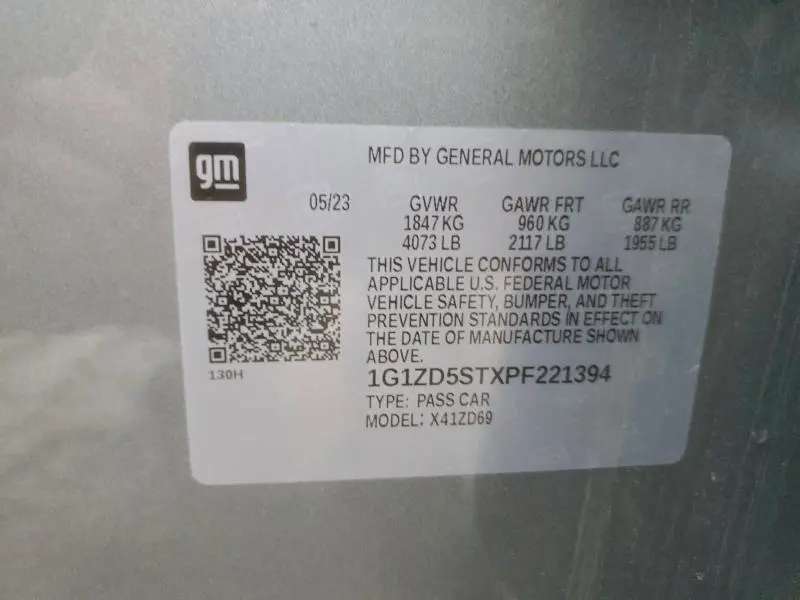 gm
MFD BY GENERAL MOTORS LLC
05/23 GVWR GAWR FRT GAWR RR
1847 KG 960 KG 887 KG
4073 LB 2117 LB 1955 LB
THIS VEHICLE CONFORMS TO ALL
APPLICABLE U.S. FEDERAL MOTOR
VEHICLE SAFETY, BUMPER, AND THEFT
PREVENTION STANDARDS IN EFFECT ON
THE DATE OF MANUFACTURE SHOWN
ABOVE.
130H
1G1ZD5STXPF221394
TYPE: PASS CAR
MODEL: X41ZD69